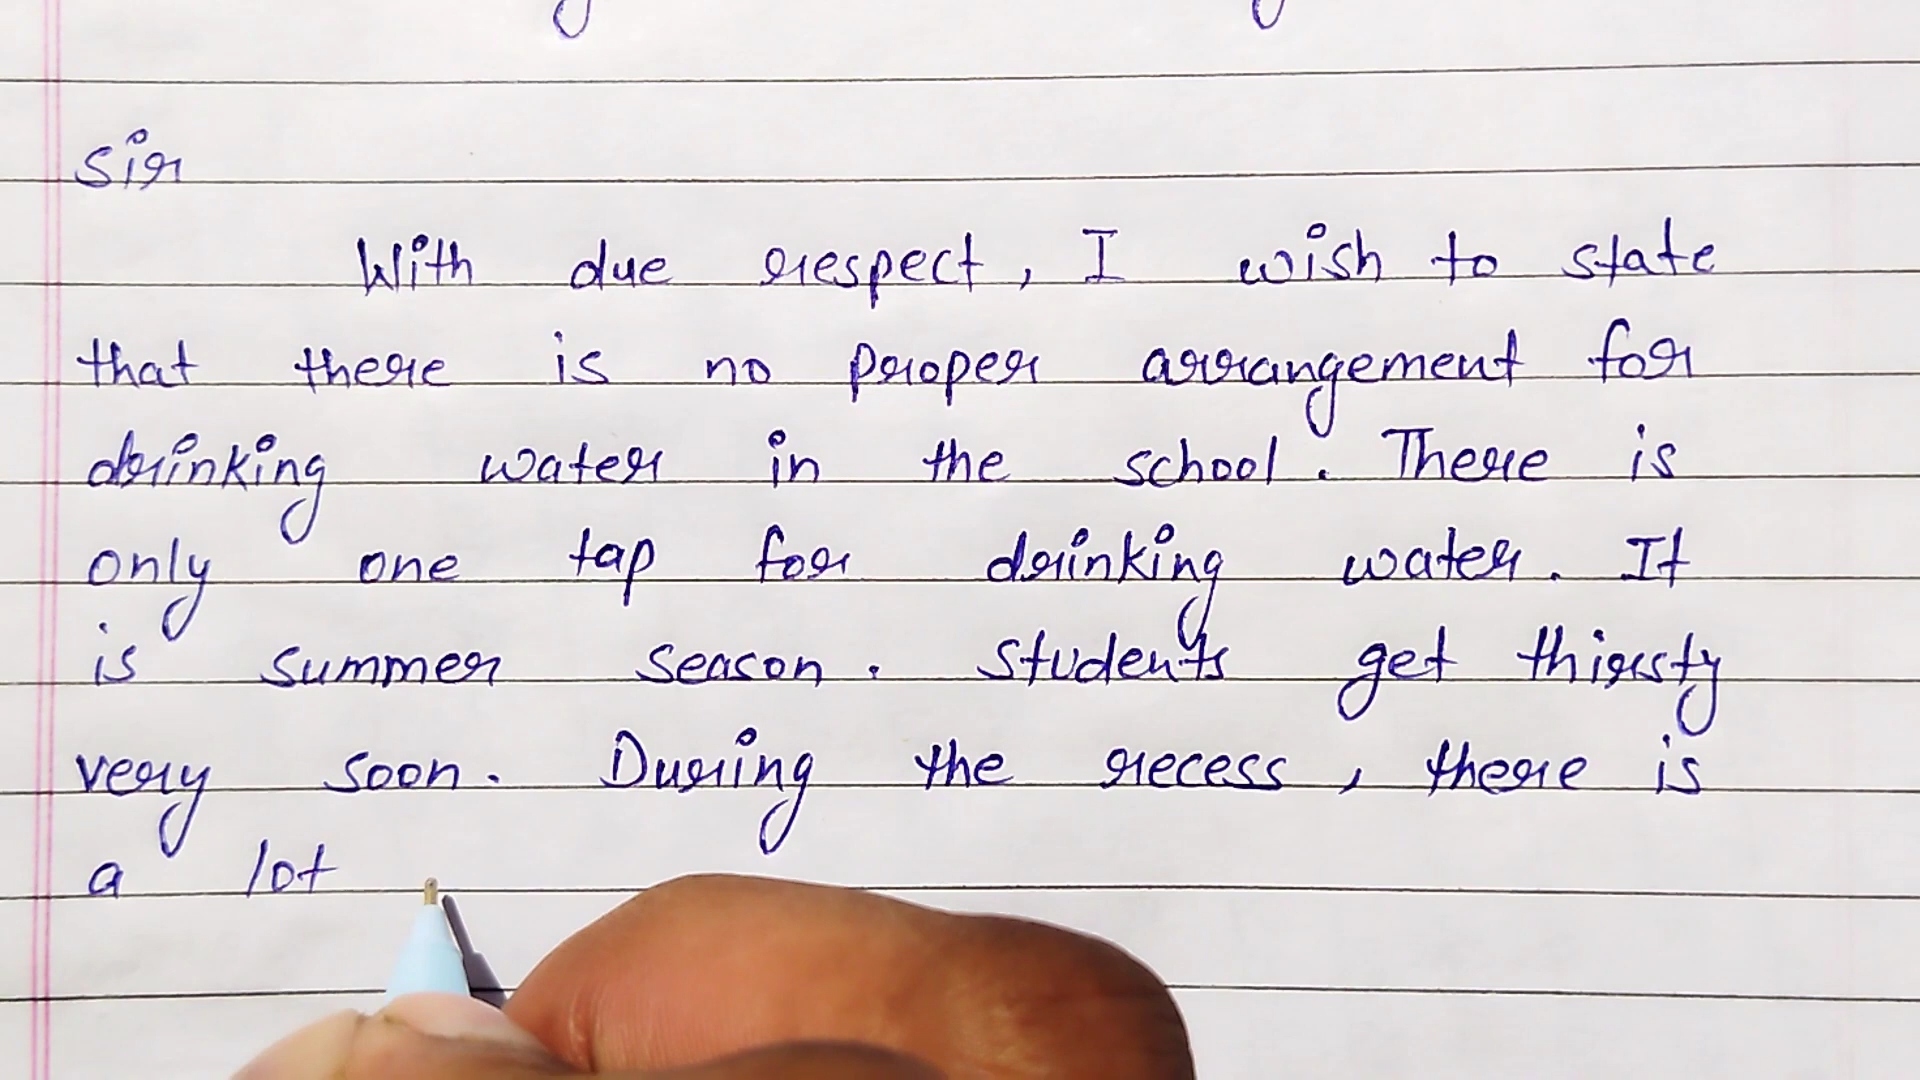 Sir
With due respect, I wish to state
that there is no proper arrangement for
drinking water in the school. There is
only one tap for drinking water. It
is summer season. Students get thirsty
very soon. During the recess, there is
a lot